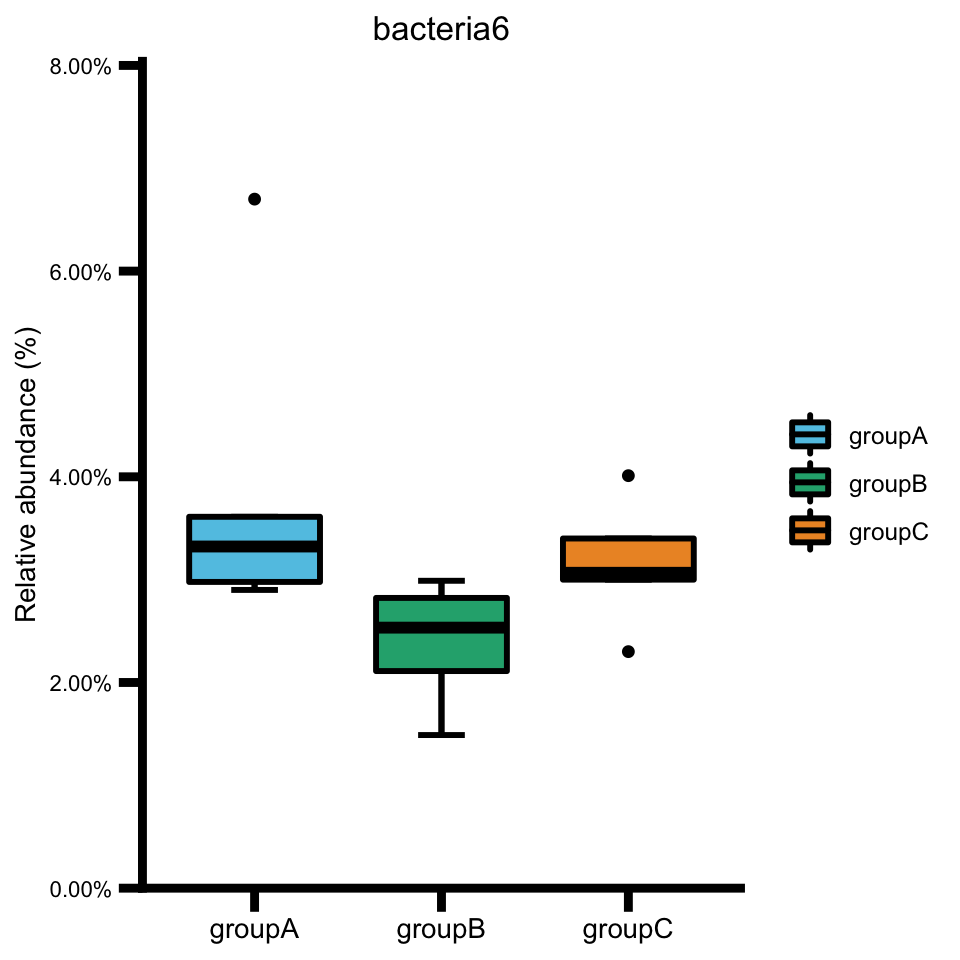 bacteria6
8.00%
6.00%
4.00%
2.00%
0.00%
Relative abundance (%)
groupA
groupB
groupC
groupA
groupB
groupC